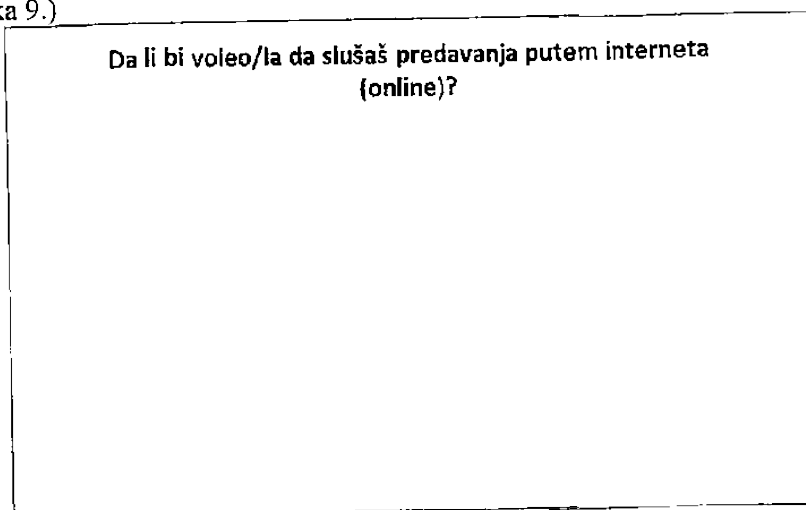 ka 9.)
Da li bi voleo/la da slušaš predavanja putem interneta
(online)?